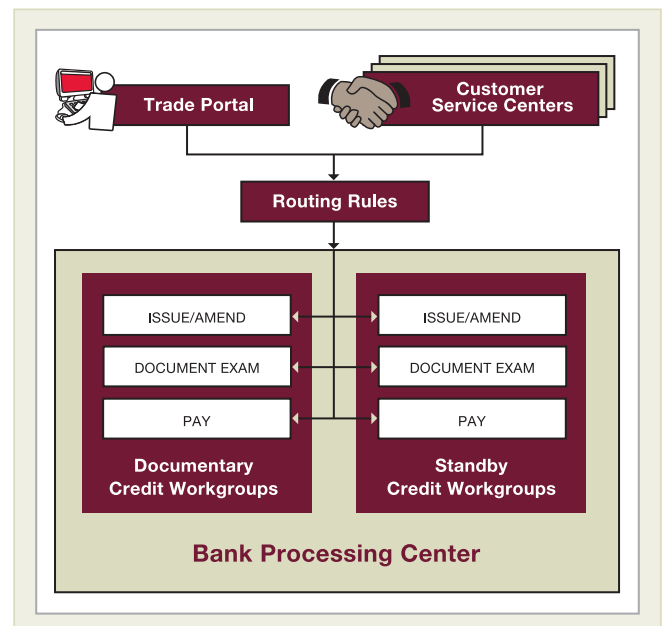 Trade Portal
Customer
Service Centers
Routing Rules
ISSUE/AMEND
DOCUMENT EXAM
PAY
Documentary
Credit Workgroups
ISSUE/AMEND
DOCUMENT EXAM
PAY
Standby
Credit Workgroups
Bank Processing Center